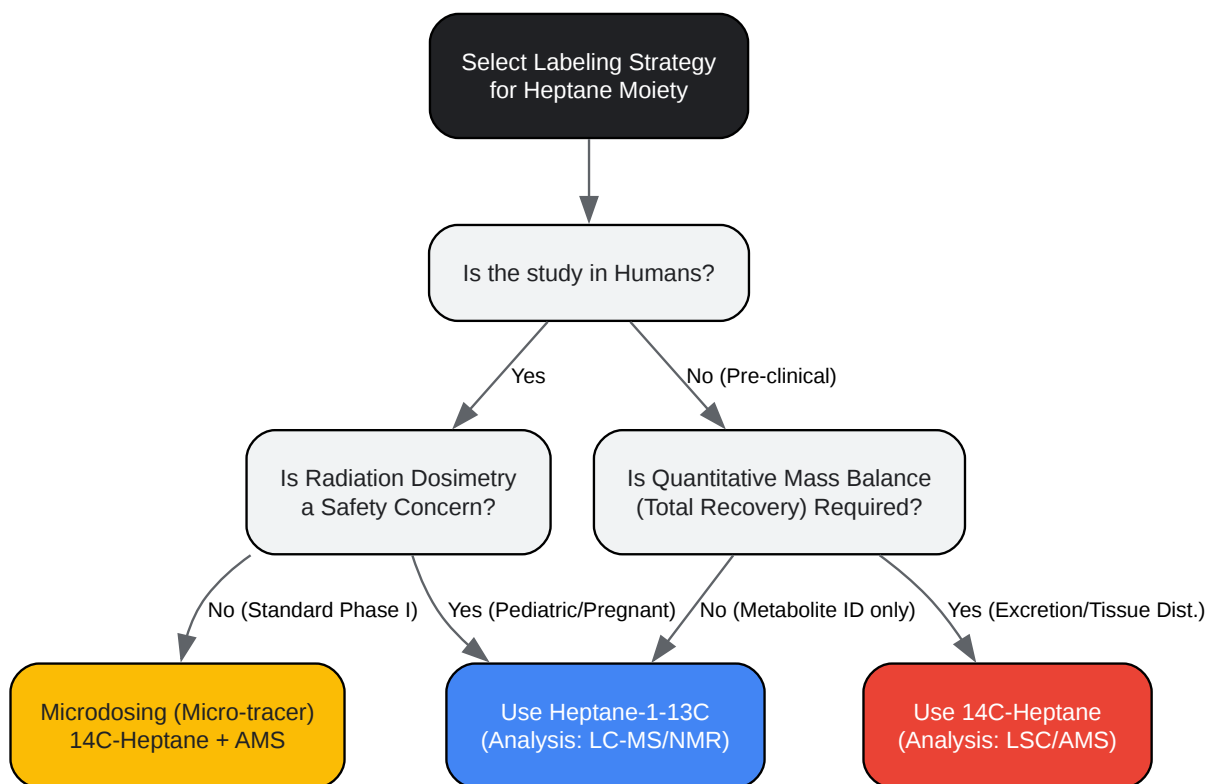 Select Labeling Strategy
for Heptane Moiety
Is the study in Humans?
Yes
No (Pre-clinical)
Is Radiation Dosimetry
a Safety Concern?
Is Quantitative Mass Balance
(Total Recovery) Required?
No (Standard Phase I)
Yes (Pediatric/Pregnant)
No (Metabolite ID only)
Yes (Excretion/Tissue Dist.)
Microdosing (Micro-tracer)
14C-Heptane + AMS
Use Heptane-1-13C
(Analysis: LC-MS/NMR)
Use 14C-Heptane
(Analysis: LSC/AMS)